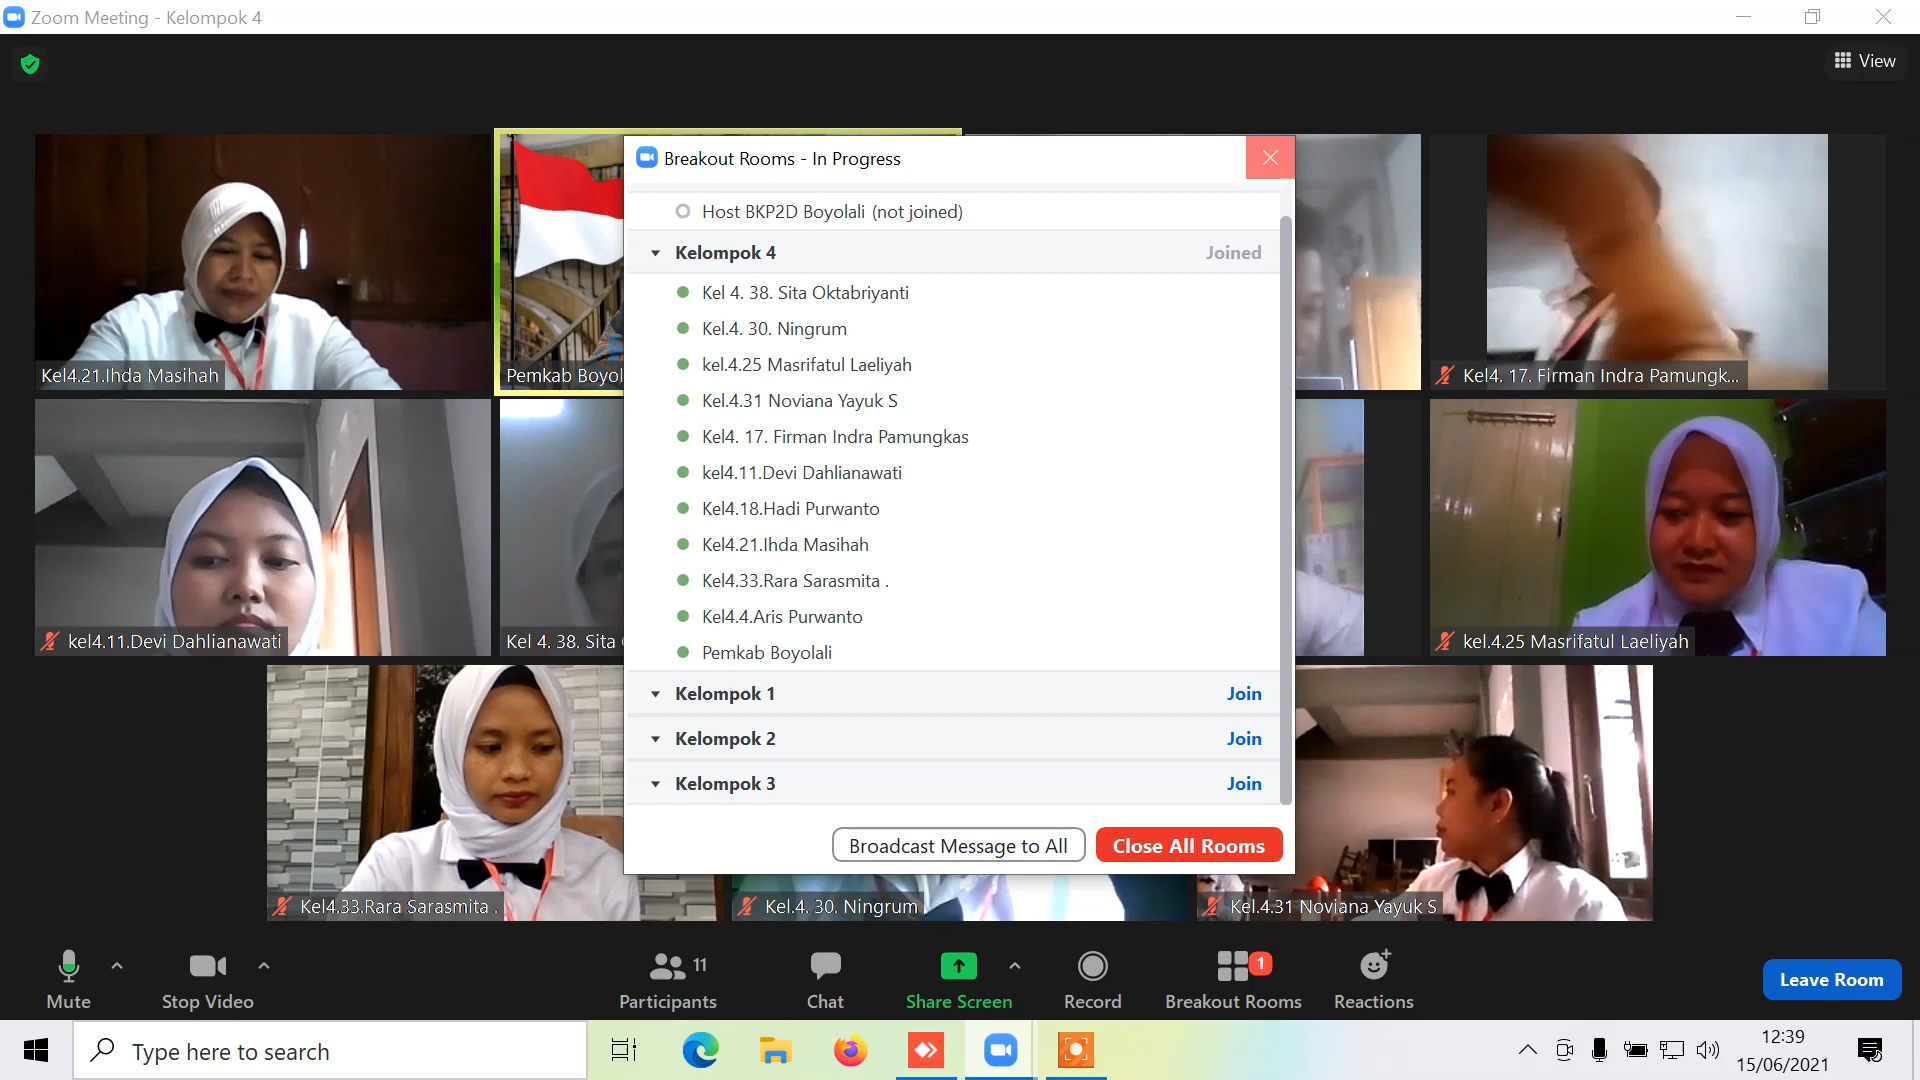 Zoom Meeting - Kelompok 4
View
Breakout Rooms - In Progress
Host BKP2D Boyolali (not joined)
Kelompok 4 Joined
Kel 4. 38. Sita Oktabriyanti
Kel.4. 30. Ningrum
kel.4.25 Masrifatul Laeliyah
Kel.4.31 Noviana Yayuk S
Kel4. 17. Firman Indra Pamungkas
kel4.11.Devi Dahlianawati
Kel4.18.Hadi Purwanto
Kel4.21.Ihda Masihah
Kel4.33.Rara Sarasmita .
Kel4.4.Aris Purwanto
Pemkab Boyolali
Kelompok 1 Join
Kelompok 2 Join
Kelompok 3 Join
Broadcast Message to All Close All Rooms
Kel4.21.Ihda Masihah
Pemkab Boyol
Kel4. 17. Firman Indra Pamungk...
kel4.11.Devi Dahlianawati
Kel 4. 38. Sita
kel.4.25 Masrifatul Laeliyah
Kel4.33.Rara Sarasmita .
Kel.4. 30. Ningrum
Kel.4.31 Noviana Yayuk S
Mute
Stop Video
11
Participants
Chat
Share Screen
Record
1
Breakout Rooms
Reactions
Leave Room
Type here to search
12:39
15/06/2021